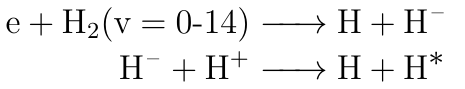 e + H₂(v = 0-14) ⟶ H + H⁻
H⁻ + H⁺ ⟶ H + H*